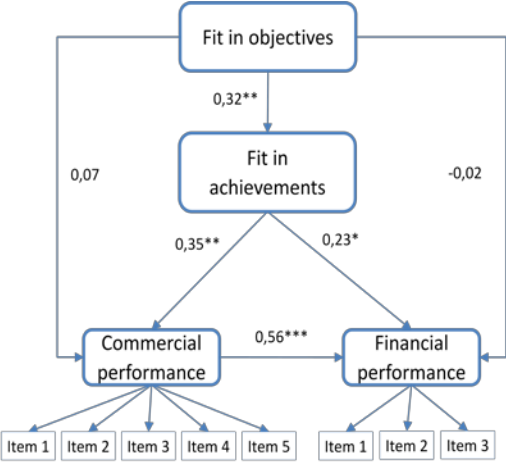 Fit in objectives
0,32**
Fit in
achievements
0,07
-0,02
0,35**
0,23*
Commercial
performance
0,56***
Financial
performance
Item 1
Item 2
Item 3
Item 4
Item 5
Item 1
Item 2
Item 3